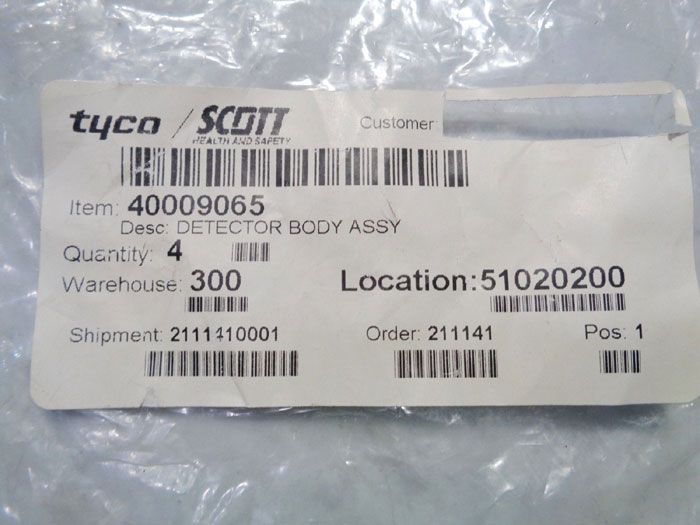 tyco / SCOTT
HEALTH AND SAFETY
Customer:
Item: 40009065
Desc: DETECTOR BODY ASSY
Quantity: 4
Warehouse: 300
Location:51020200
Shipment: 2111410001
Order: 211141
Pos: 1